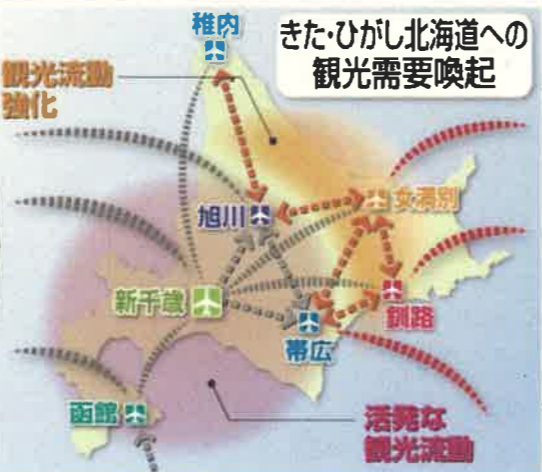 稚内
きた・ひがし北海道への
観光需要喚起
観光流動
強化
女満別
旭川
新千歳
釧路
帯広
函館
活発な
観光流動